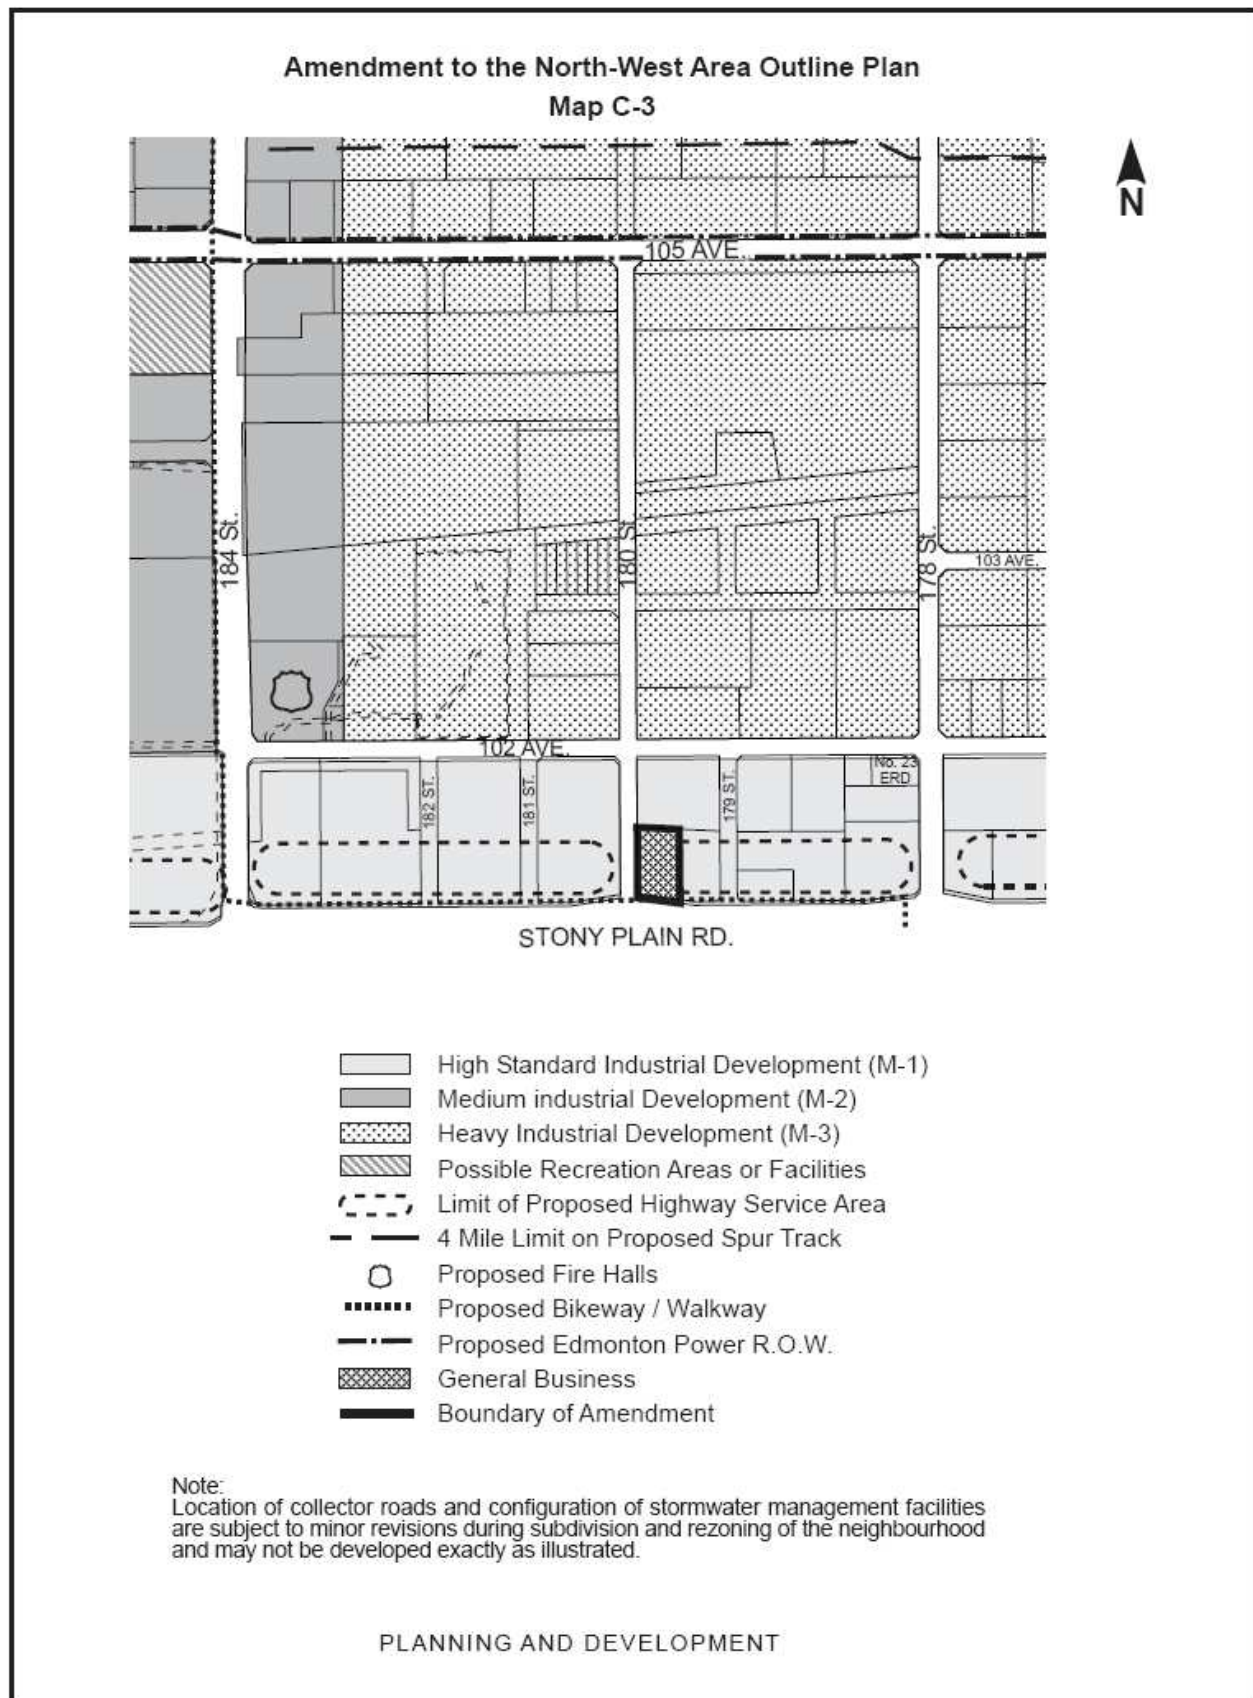 Amendment to the North-West Area Outline Plan
Map C-3
N
105 AVE.
184 St.
180 St.
178 St.
103 AVE.
102 AVE.
182 ST.
181 ST.
179 ST.
No. 23
ERD
STONY PLAIN RD.
High Standard Industrial Development (M-1)
Medium industrial Development (M-2)
Heavy Industrial Development (M-3)
Possible Recreation Areas or Facilities
Limit of Proposed Highway Service Area
4 Mile Limit on Proposed Spur Track
Proposed Fire Halls
Proposed Bikeway / Walkway
Proposed Edmonton Power R.O.W.
General Business
Boundary of Amendment
Note:
Location of collector roads and configuration of stormwater management facilities
are subject to minor revisions during subdivision and rezoning of the neighbourhood
and may not be developed exactly as illustrated.
PLANNING AND DEVELOPMENT